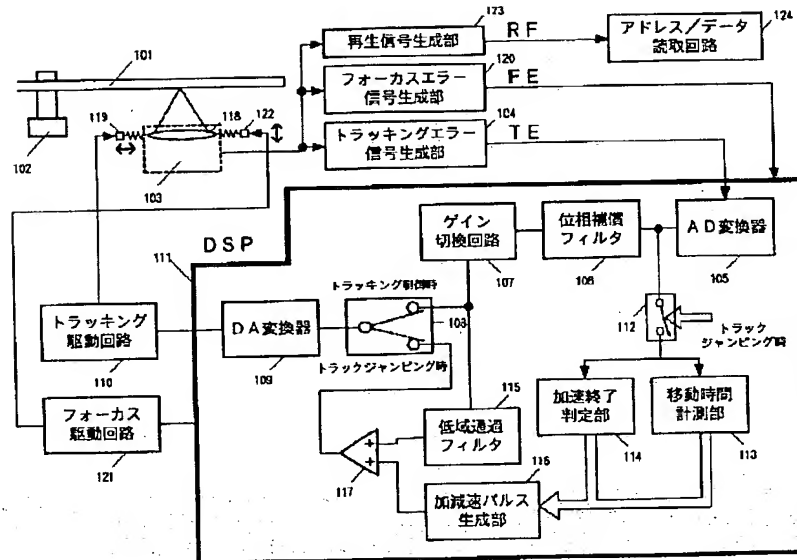 123
再生信号生成部
RF
アドレス／データ
読取回路
124
101
120
フォーカスエラー
信号生成部
FE
119
118
122
104
トラッキングエラー
信号生成部
TE
102
103
DSP
111
ゲイン
切換回路
107
位相補償
フィルタ
106
AD変換器
105
トラッキング制御時
108
112
トラック
ジャンピング時
トラッキング
駆動回路
110
DA変換器
109
トラックジャンピング時
フォーカス
駆動回路
121
115
低域通過
フィルタ
加速終了
判定部
114
移動時間
計測部
113
117
116
加減速パルス
生成部